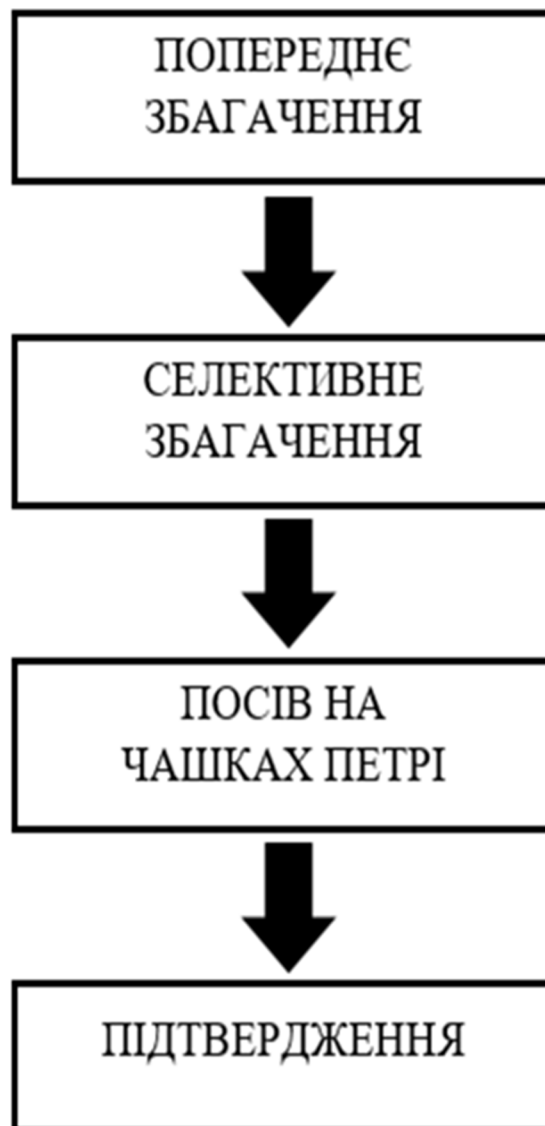 ПОПЕРЕДНЄ
ЗБАГАЧЕННЯ
СЕЛЕКТИВНЕ
ЗБАГАЧЕННЯ
ПОСІВ НА
ЧАШКАХ ПЕТРІ
ПІДТВЕРДЖЕННЯ